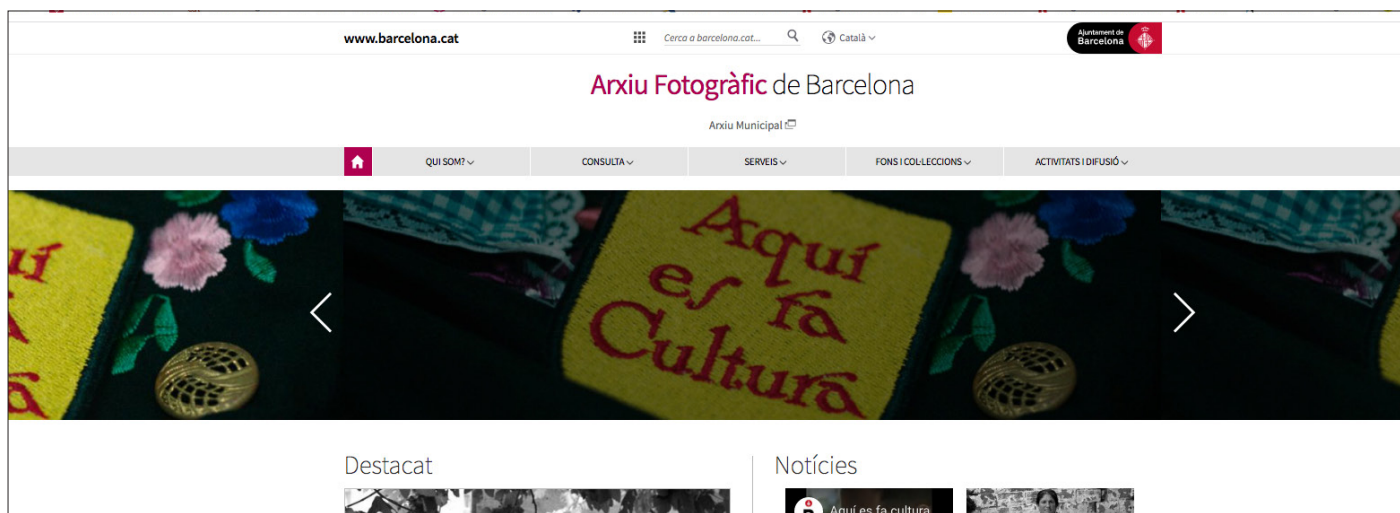 www.barcelona.cat
Cerca a barcelona.cat...
Català
Ajuntament de
Barcelona
Arxiu Fotogràfic de Barcelona
Arxiu Municipal
QUI SOM?
CONSULTA
SERVEIS
FONS I COL·LECCIONS
ACTIVITATS I DIFUSIÓ
Aquí
es fa
Cultura
Destacat
Notícies
Aquí es fa cultura